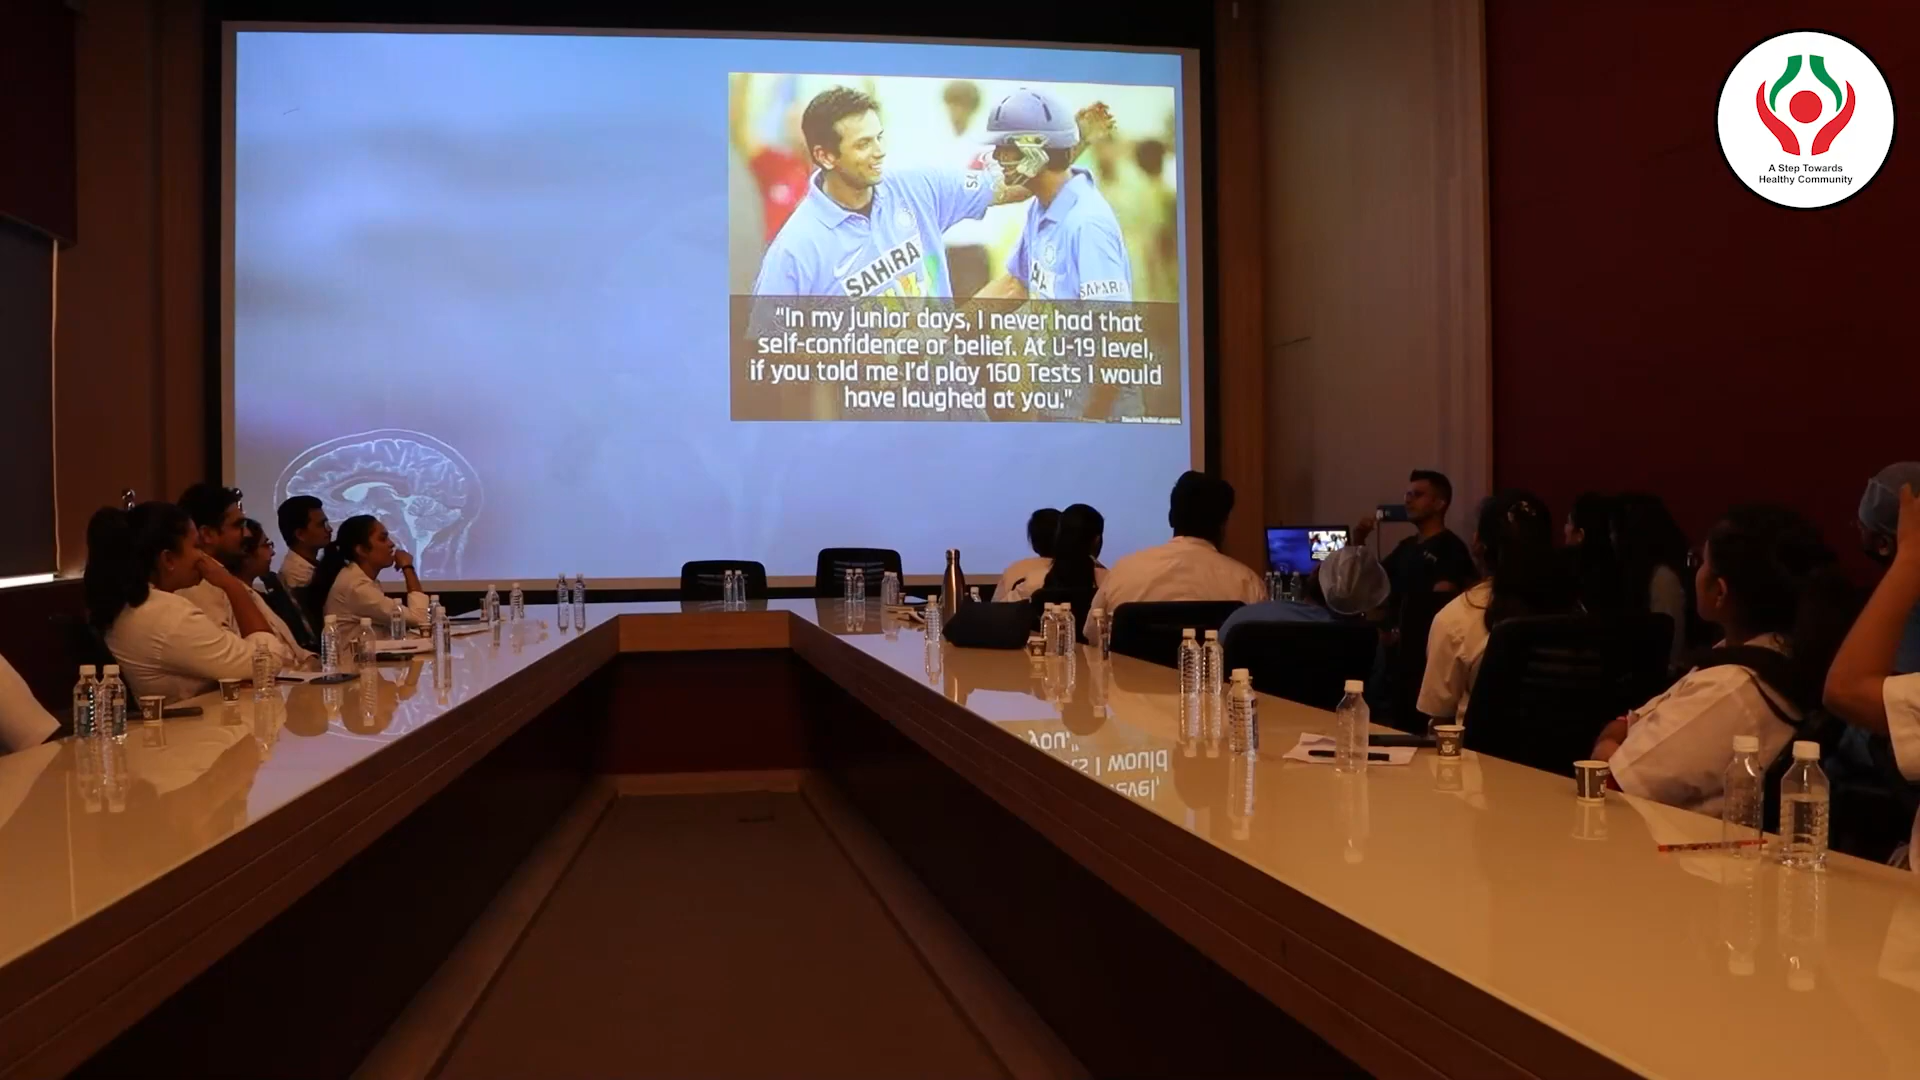 SAHARA
SAHARA
"In my junior days, I never had that
self-confidence or belief. At U-19 level,
if you told me I'd play 160 Tests I would
have laughed at you."
A Step Towards
Healthy Community